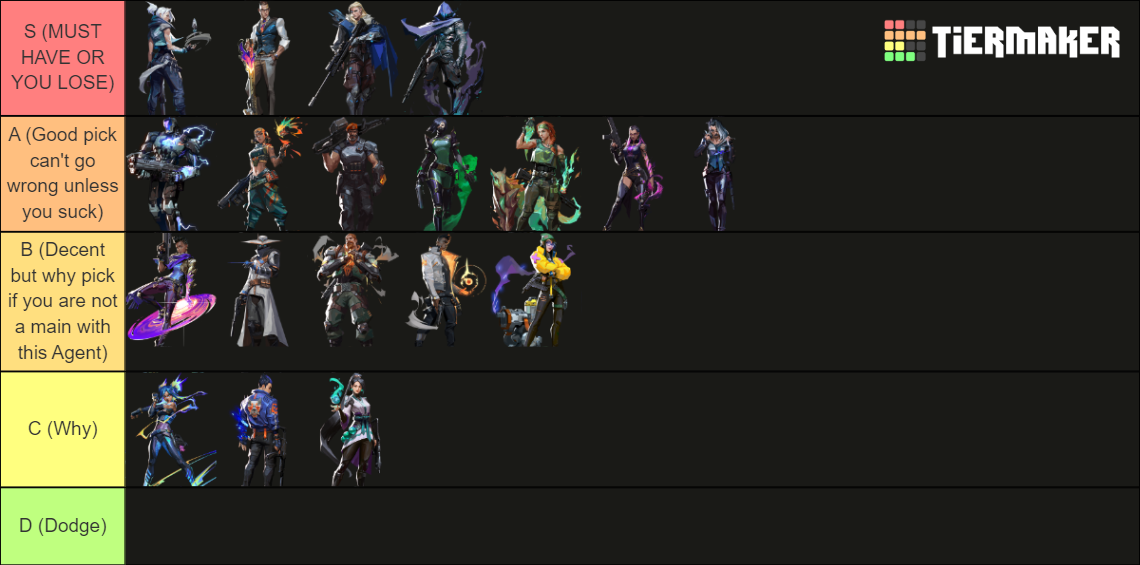 S (MUST
HAVE OR
YOU LOSE)
TiERMAKER
A (Good pick
can't go
wrong unless
you suck)
B (Decent
but why pick
if you are not
a main with
this Agent)
C (Why)
D (Dodge)